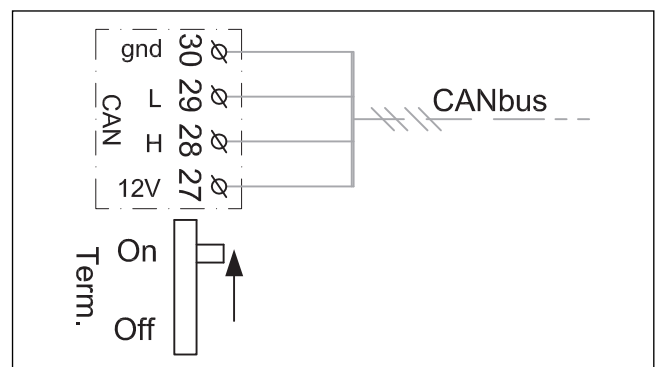 gnd 30
L 29
CAN
H 28
12V 27
CANbus
Term.
On
Off